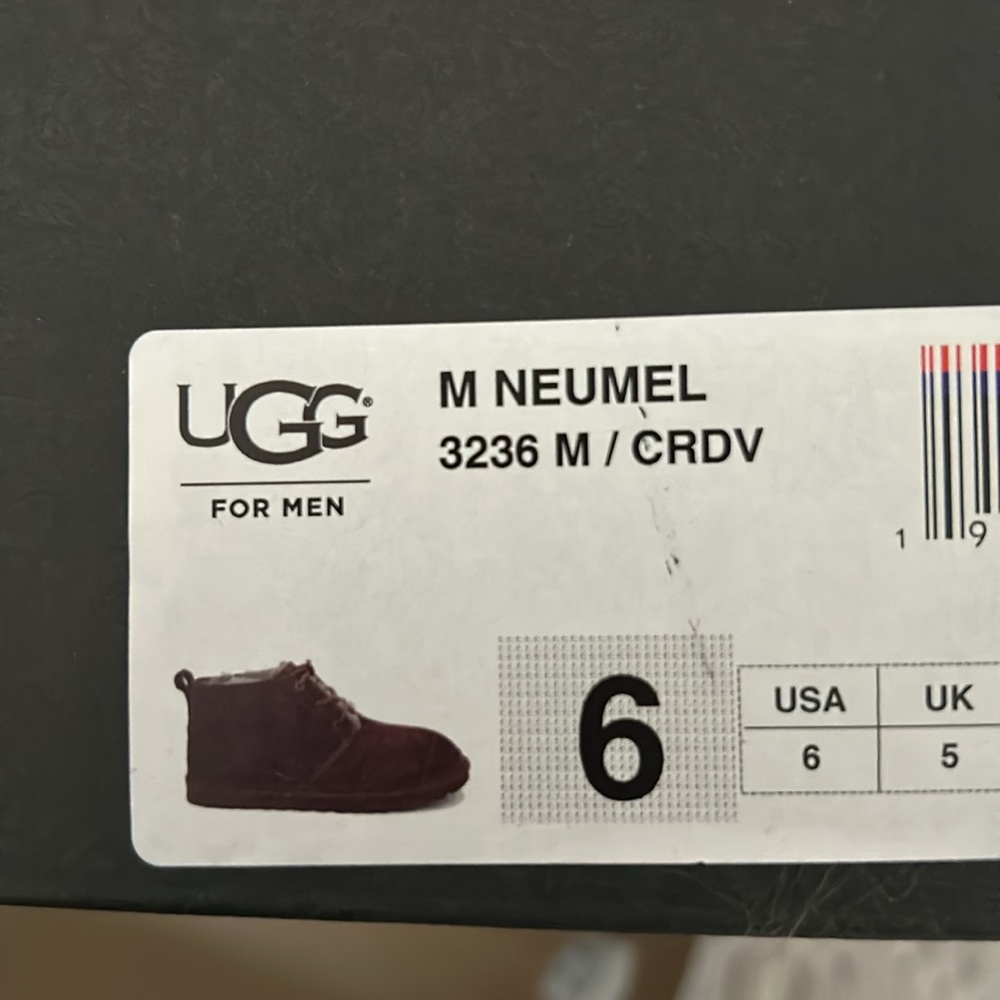 UGG®
FOR MEN
M NEUMEL
3236 M / CRDV
1 9
6
USA UK
6 5